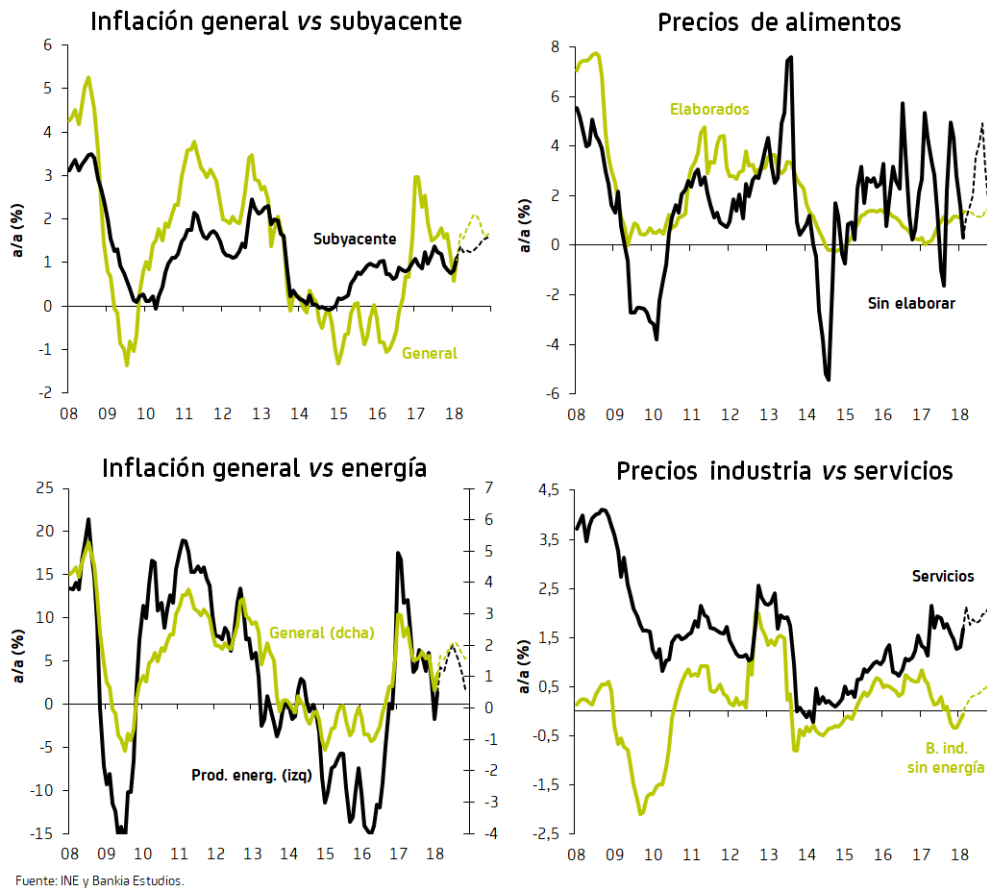 Inflación general vs subyacente
a/a (%)
6
5
4
3
2
1
0
-1
-2
Subyacente
General
08 09 10 11 12 13 14 15 16 17 18
Precios de alimentos
a/a (%)
8
6
4
2
0
-2
-4
-6
Elaborados
Sin elaborar
08 09 10 11 12 13 14 15 16 17 18
Inflación general vs energía
a/a (%)
25
20
15
10
5
0
-5
-10
-15
General (dcha)
Prod. energ. (izq)
7
6
5
4
3
2
1
0
-1
-2
-3
-4
08 09 10 11 12 13 14 15 16 17 18
Precios industria vs servicios
a/a (%)
4,5
3,5
2,5
1,5
0,5
-0,5
-1,5
-2,5
Servicios
B. ind.
sin energía
08 09 10 11 12 13 14 15 16 17 18
Fuente: INE y Bankia Estudios.